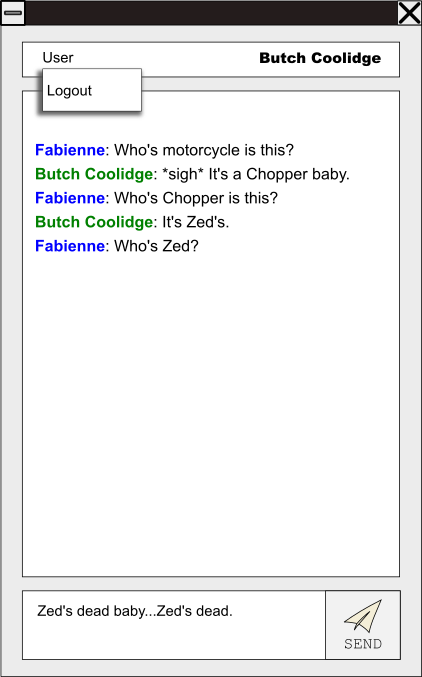 User
Butch Coolidge
Logout
Fabienne: Who's motorcycle is this?
Butch Coolidge: *sigh* It's a Chopper baby.
Fabienne: Who's Chopper is this?
Butch Coolidge: It's Zed's.
Fabienne: Who's Zed?
Zed's dead baby...Zed's dead.
SEND